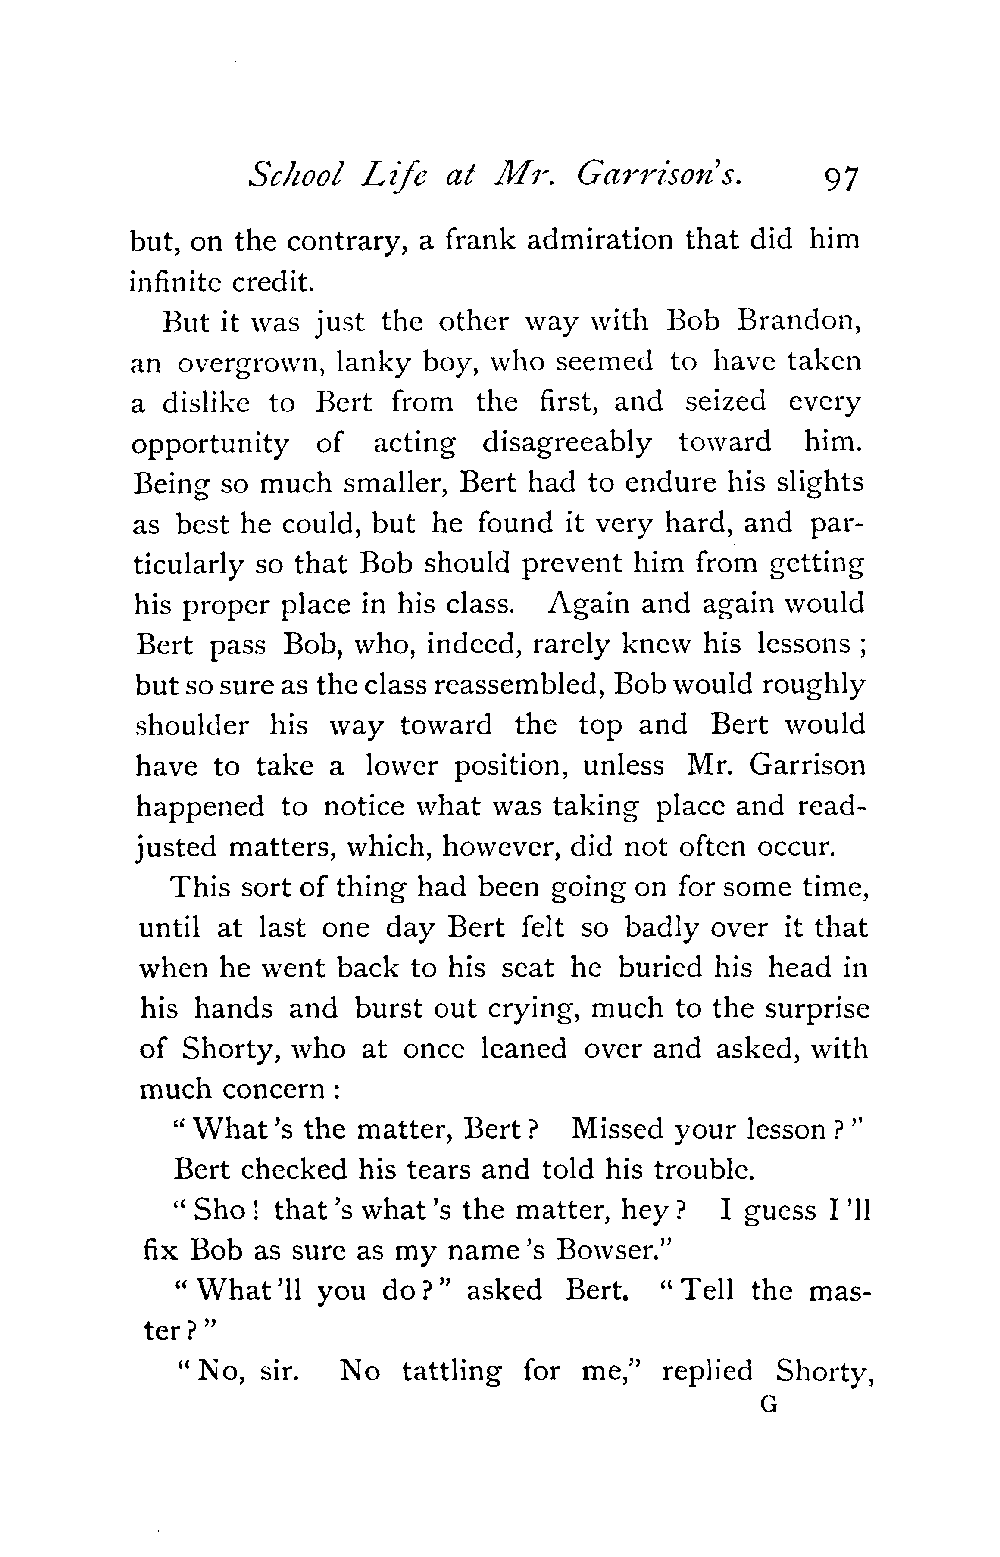 School Life at Mr. Garrison's. 97
but, on the contrary, a frank admiration that did him
infinite credit.
But it was just the other way with Bob Brandon,
an overgrown, lanky boy, who seemed to have taken
a dislike to Bert from the first, and seized every
opportunity of acting disagreeably toward him.
Being so much smaller, Bert had to endure his slights
as best he could, but he found it very hard, and par-
ticularly so that Bob should prevent him from getting
his proper place in his class. Again and again would
Bert pass Bob, who, indeed, rarely knew his lessons ;
but so sure as the class reassembled, Bob would roughly
shoulder his way toward the top and Bert would
have to take a lower position, unless Mr. Garrison
happened to notice what was taking place and read-
justed matters, which, however, did not often occur.
This sort of thing had been going on for some time,
until at last one day Bert felt so badly over it that
when he went back to his seat he buried his head in
his hands and burst out crying, much to the surprise
of Shorty, who at once leaned over and asked, with
much concern :
" What 's the matter, Bert ? Missed your lesson ? "
Bert checked his tears and told his trouble.
" Sho ! that 's what 's the matter, hey ? I guess I 'll
fix Bob as sure as my name 's Bowser."
" What 'll you do ? " asked Bert. " Tell the mas-
ter ? "
" No, sir. No tattling for me," replied Shorty,
G